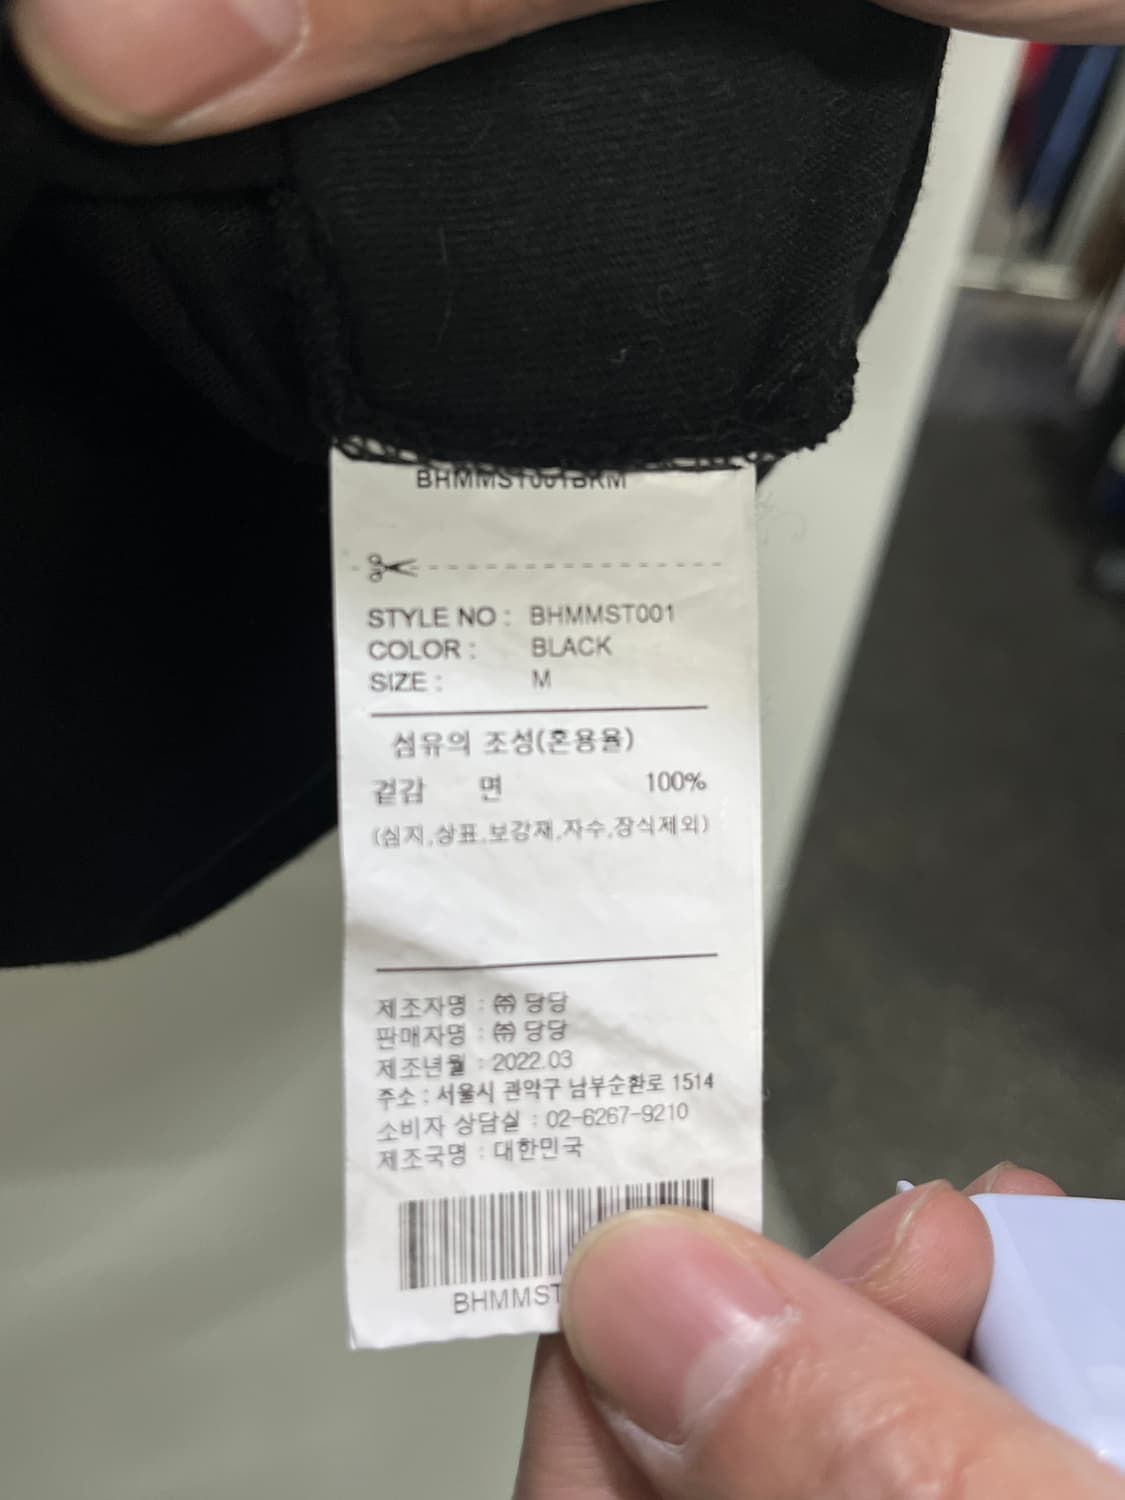 BHMMST001BKM
STYLE NO : BHMMST001
COLOR : BLACK
SIZE : M
섬유의 조성(혼용율)
겉감 면 100%
(심지,상표,보강재,자수,장식제외)
제조자명 : ㈜ 당당
판매자명 : ㈜ 당당
제조년월 : 2022.03
주소 : 서울시 관악구 남부순환로 1514
소비자 상담실 : 02-6267-9210
제조국명 : 대한민국
BHMMST